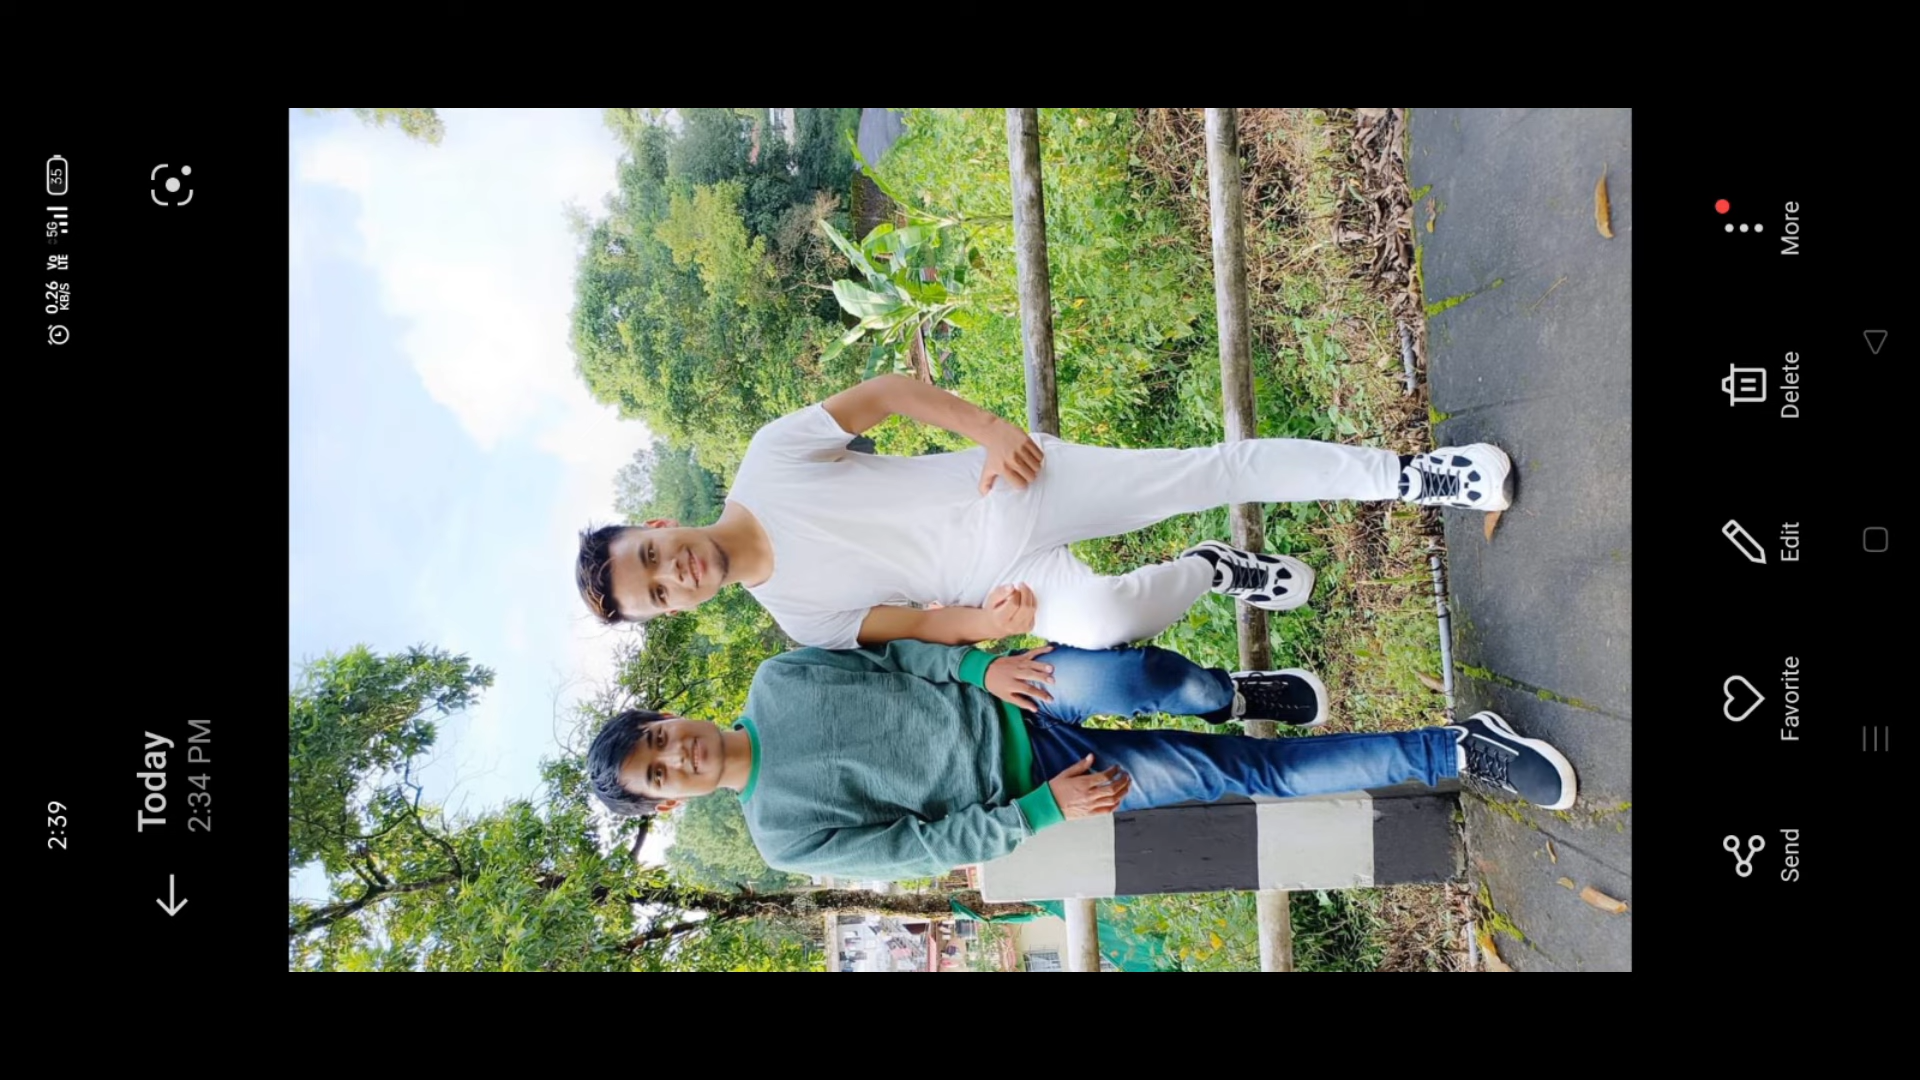 2:39
0.26 KB/S Vo LTE 5G 35
Today
2:34 PM
Send
Favorite
Edit
Delete
More